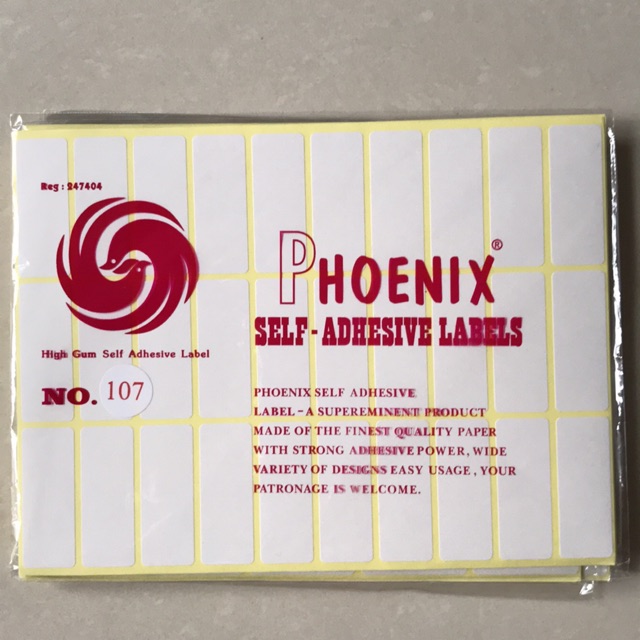 Reg : 247404
PHOENIX®
SELF-ADHESIVE LABELS
High Gum Self Adhesive Label
NO. 107
PHOENIX SELF ADHESIVE
LABEL-A SUPEREMINENT PRODUCT
MADE OF THE FINEST QUALITY PAPER
WITH STRONG ADHESIVE POWER, WIDE
VARIETY OF DESIGNS EASY USAGE , YOUR
PATRONAGE IS WELCOME.